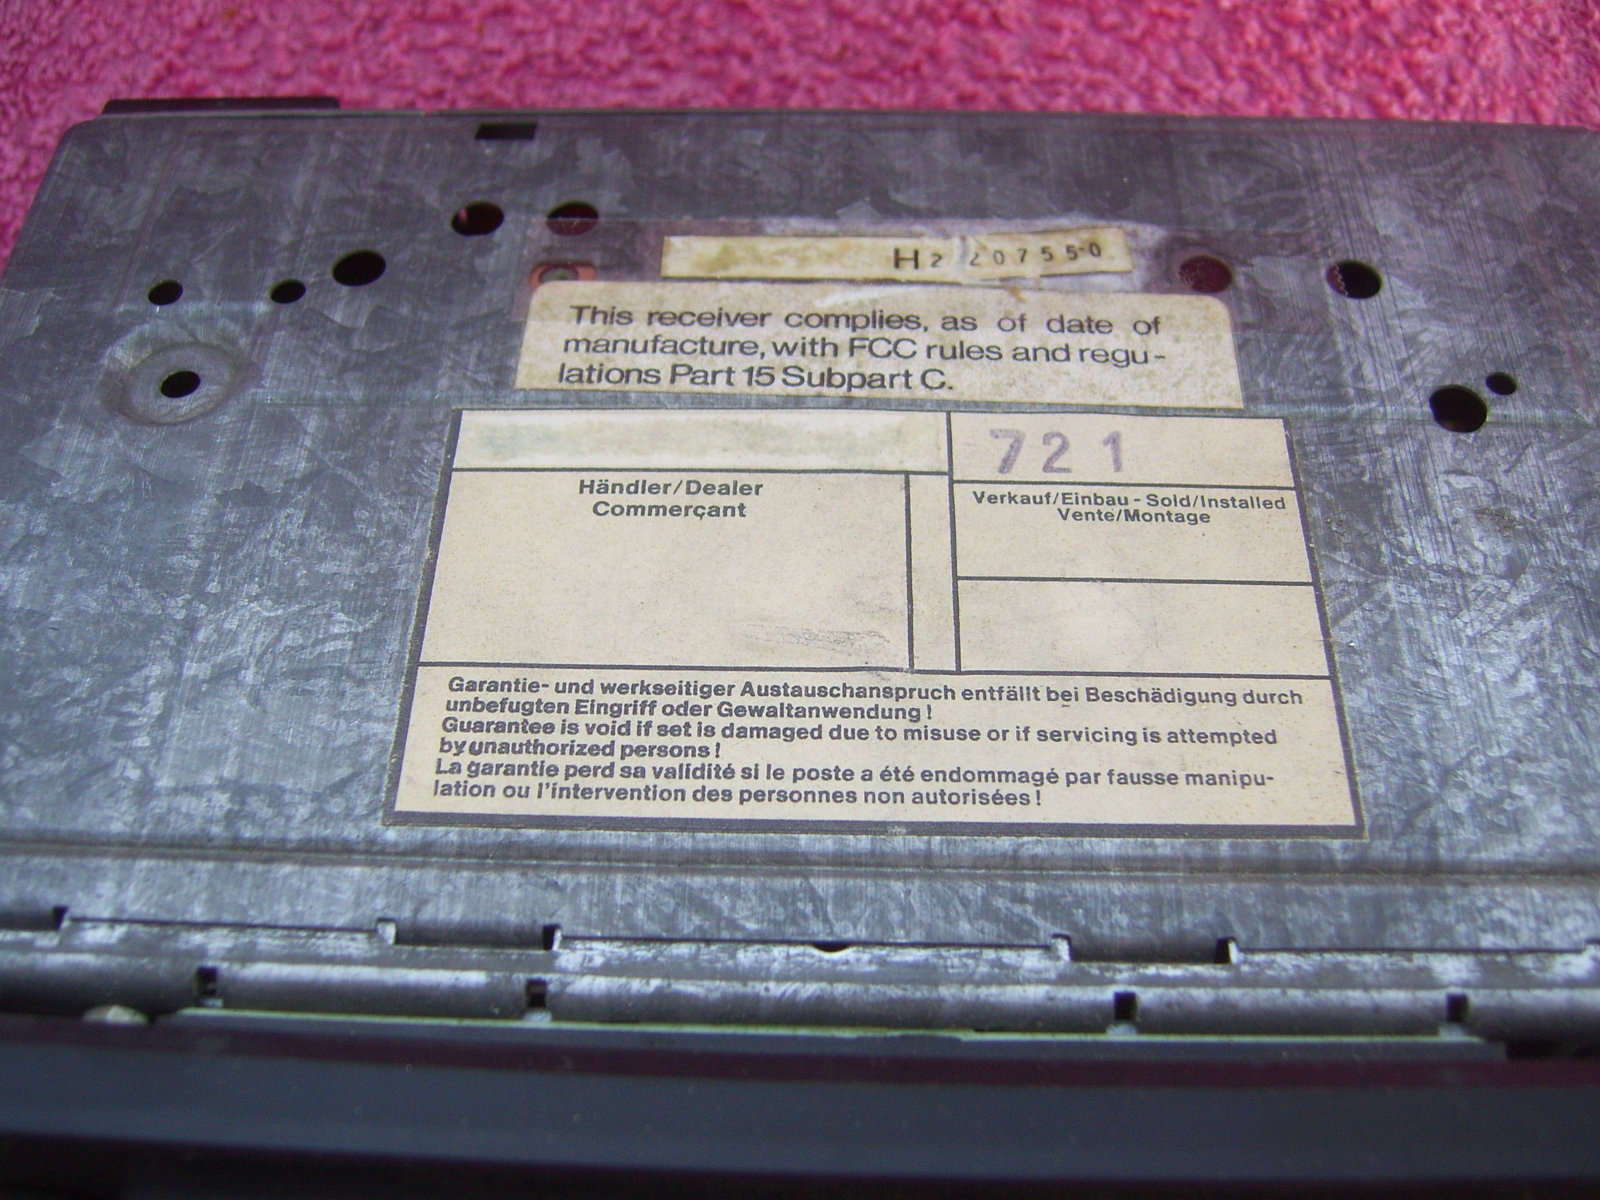 H2 207550
This receiver complies, as of date of
manufacture, with FCC rules and regu-
lations Part 15 Subpart C.
721
Händler/Dealer
Commerçant
Verkauf/Einbau - Sold/Installed
Vente/Montage
Garantie- und werkseitiger Austauschanspruch entfällt bei Beschädigung durch
unbefugten Eingriff oder Gewaltanwendung!
Guarantee is void if set is damaged due to misuse or if servicing is attempted
by unauthorized persons!
La garantie perd sa validité si le poste a été endommagé par fausse manipu-
lation ou l'intervention des personnes non autorisées!